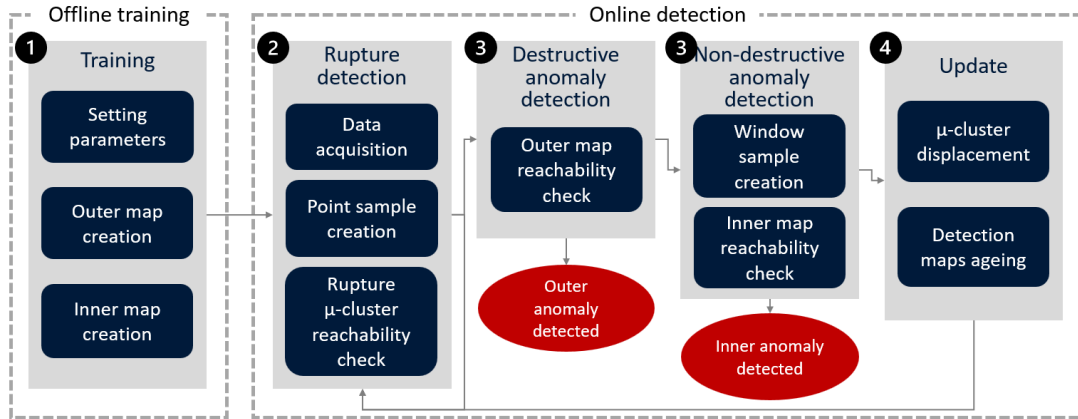 Offline training
Online detection
1
Training
Setting
parameters
Outer map
creation
Inner map
creation
2
Rupture
detection
Data
acquisition
Point sample
creation
Rupture
μ-cluster
reachability
check
3
Destructive
anomaly
detection
Outer map
reachability
check
Outer
anomaly
detected
3
Non-destructive
anomaly
detection
Window
sample
creation
Inner map
reachability
check
Inner anomaly
detected
4
Update
μ-cluster
displacement
Detection
maps ageing